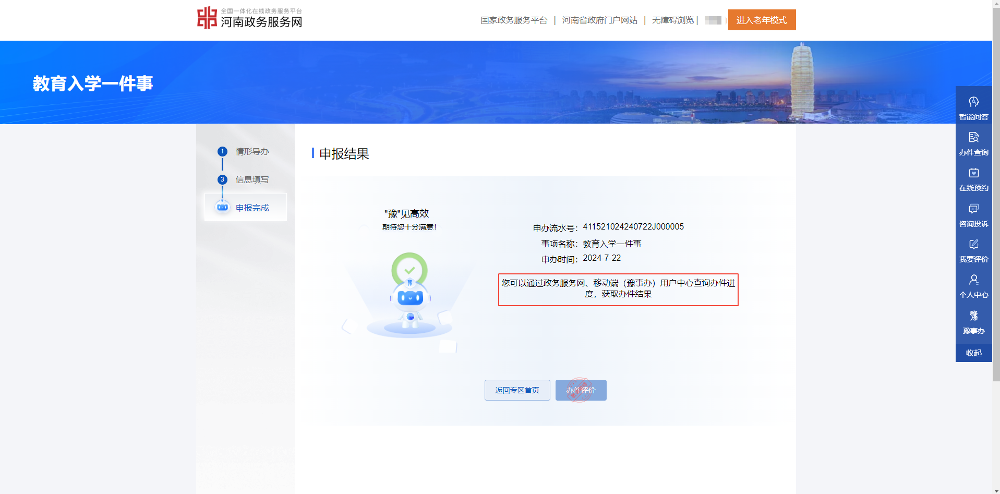 全国一体化在线政务服务平台
河南政务服务网
国家政务服务平台 | 河南省政府门户网站 | 无障碍浏览 |
进入老年模式
教育入学一件事
智能问答
办件查询
在线预约
咨询投诉
我要评价
个人中心
豫事办
收起
1 情形导办
3 信息填写
申报完成
申报结果
"豫"见高效
期待您十分满意!
豫
申办流水号： 411521024240722J000005
事项名称： 教育入学一件事
申办时间： 2024-7-22
您可以通过政务服务网、移动端（豫事办）用户中心查询办件进
度，获取办件结果
返回专区首页
办件评价